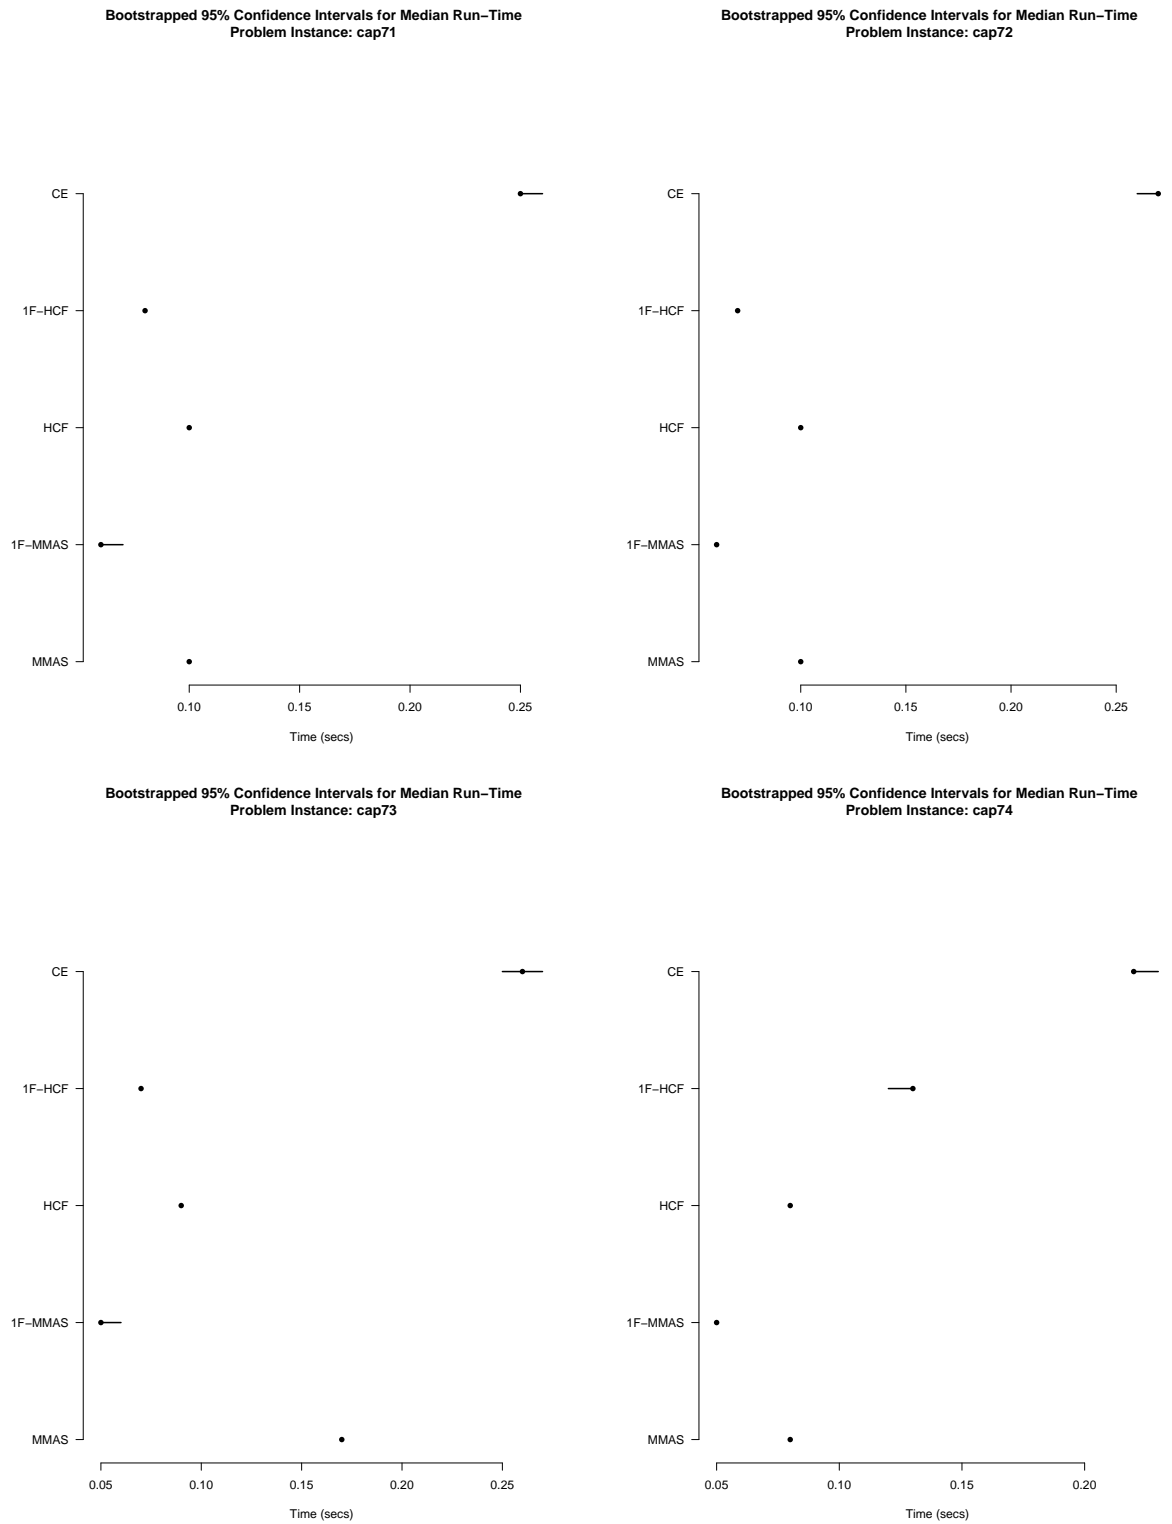 Bootstrapped 95% Confidence Intervals for Median Run−Time
Problem Instance: cap71
CE
1F−HCF
HCF
1F−MMAS
MMAS
0.10 0.15 0.20 0.25
Time (secs)
Bootstrapped 95% Confidence Intervals for Median Run−Time
Problem Instance: cap72
CE
1F−HCF
HCF
1F−MMAS
MMAS
0.10 0.15 0.20 0.25
Time (secs)
Bootstrapped 95% Confidence Intervals for Median Run−Time
Problem Instance: cap73
CE
1F−HCF
HCF
1F−MMAS
MMAS
0.05 0.10 0.15 0.20 0.25
Time (secs)
Bootstrapped 95% Confidence Intervals for Median Run−Time
Problem Instance: cap74
CE
1F−HCF
HCF
1F−MMAS
MMAS
0.05 0.10 0.15 0.20
Time (secs)